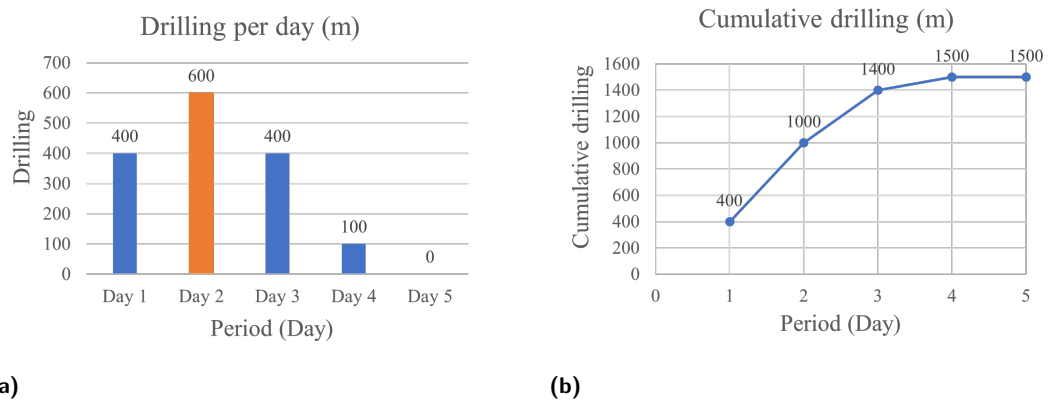 Drilling per day (m)
700
600
500
400
300
200
100
0
Drilling
400
600
400
100
0
Day 1
Day 2
Day 3
Day 4
Day 5
Period (Day)
a)
Cumulative drilling (m)
1600
1400
1200
1000
800
600
400
200
0
Cumulative drilling
400
1000
1400
1500
1500
0
1
2
3
4
5
Period (Day)
(b)